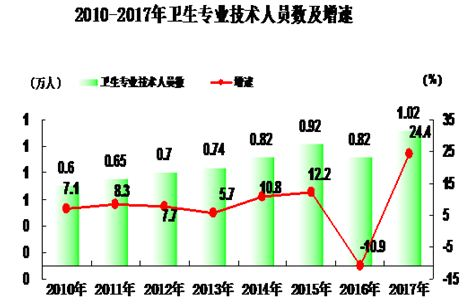 2010-2017年卫生专业技术人员数及增速
(万人) 卫生专业技术人员数 增速 (%)
1 1 1 1 0 0 0
0.6 0.65 0.7 0.74 0.82 0.92 0.82 1.02
7.1 8.3 7.7 5.7 10.8 12.2 -10.9 24.4
35 25 15 5 -5 -15
2010年 2011年 2012年 2013年 2014年 2015年 2016年 2017年